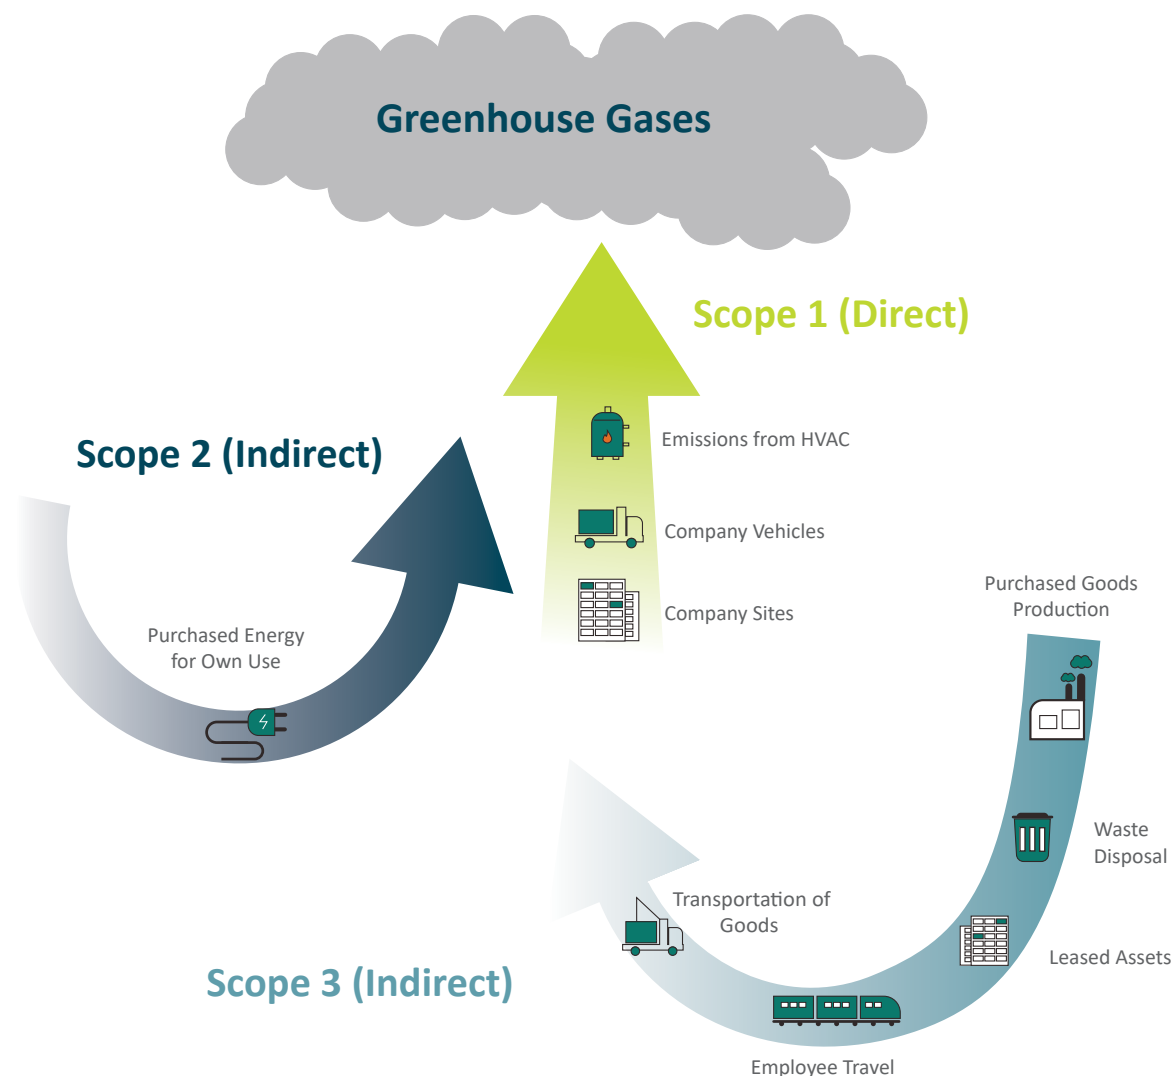 Greenhouse Gases
Scope 1 (Direct)
Emissions from HVAC
Company Vehicles
Company Sites
Scope 2 (Indirect)
Purchased Energy
for Own Use
Purchased Goods
Production
Waste
Disposal
Leased Assets
Transportation of
Goods
Employee Travel
Scope 3 (Indirect)